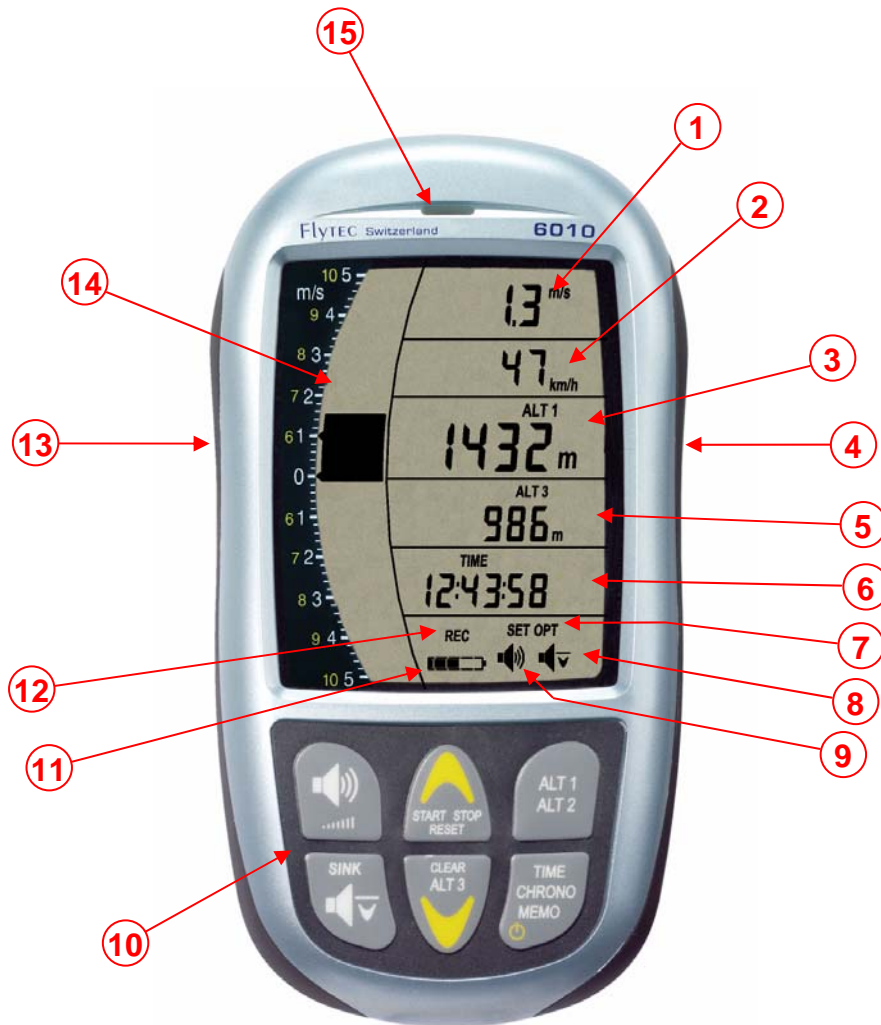 15
1
2
FLYTEC Switzerland 6010
10 5
m/s
9 4
8 3
7 2
6 1
0
6 1
7 2
8 3
9 4
10 5
1.3 m/s
47 km/h
ALT 1
1432 m
ALT 3
986 m
TIME
12:43:58
REC SET OPT
14
3
13
4
5
6
7
12
8
11
9
START STOP
RESET
ALT 1
ALT 2
SINK
CLEAR
ALT 3
TIME
CHRONO
MEMO
10